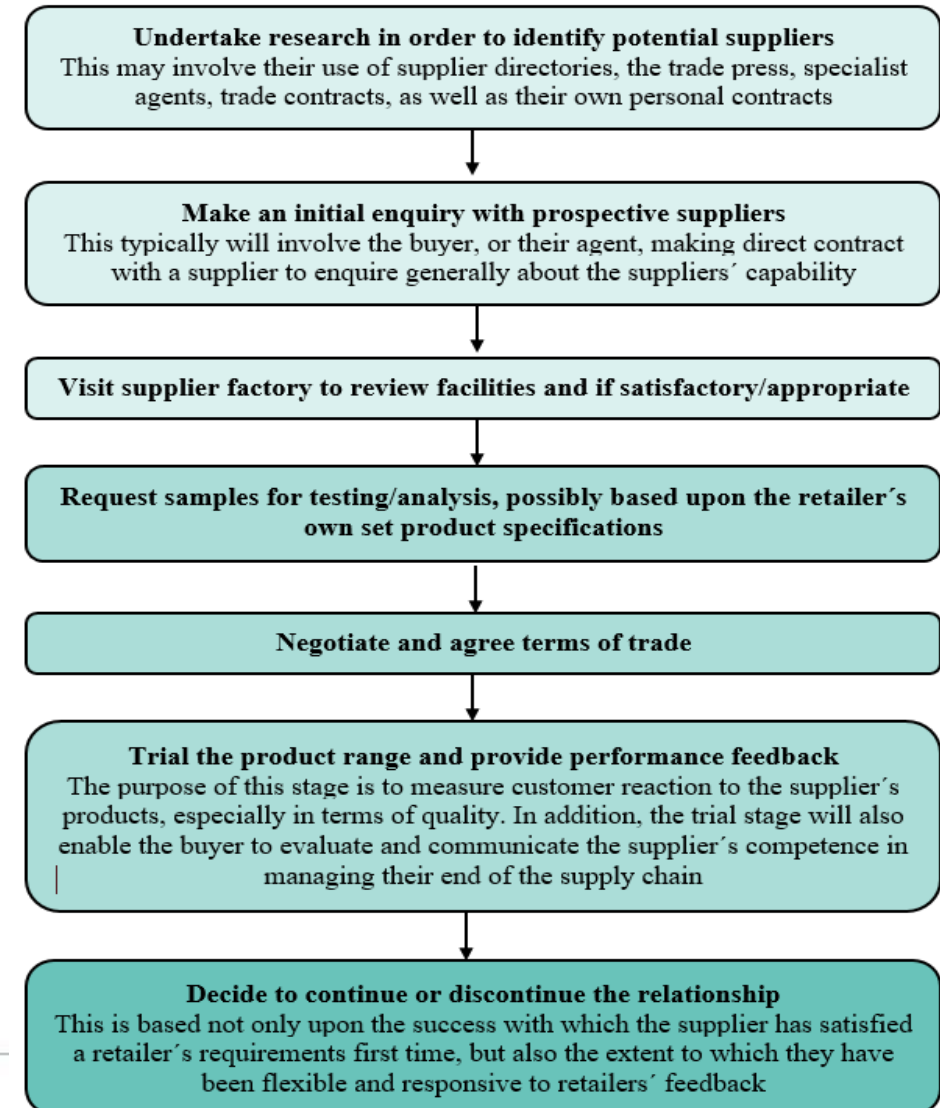 Undertake research in order to identify potential suppliers
This may involve their use of supplier directories, the trade press, specialist
agents, trade contracts, as well as their own personal contracts
Make an initial enquiry with prospective suppliers
This typically will involve the buyer, or their agent, making direct contract
with a supplier to enquire generally about the suppliers´ capability
Visit supplier factory to review facilities and if satisfactory/appropriate
Request samples for testing/analysis, possibly based upon the retailer´s
own set product specifications
Negotiate and agree terms of trade
Trial the product range and provide performance feedback
The purpose of this stage is to measure customer reaction to the supplier´s
products, especially in terms of quality. In addition, the trial stage will also
enable the buyer to evaluate and communicate the supplier´s competence in
managing their end of the supply chain
Decide to continue or discontinue the relationship
This is based not only upon the success with which the supplier has satisfied
a retailer´s requirements first time, but also the extent to which they have
been flexible and responsive to retailers´ feedback